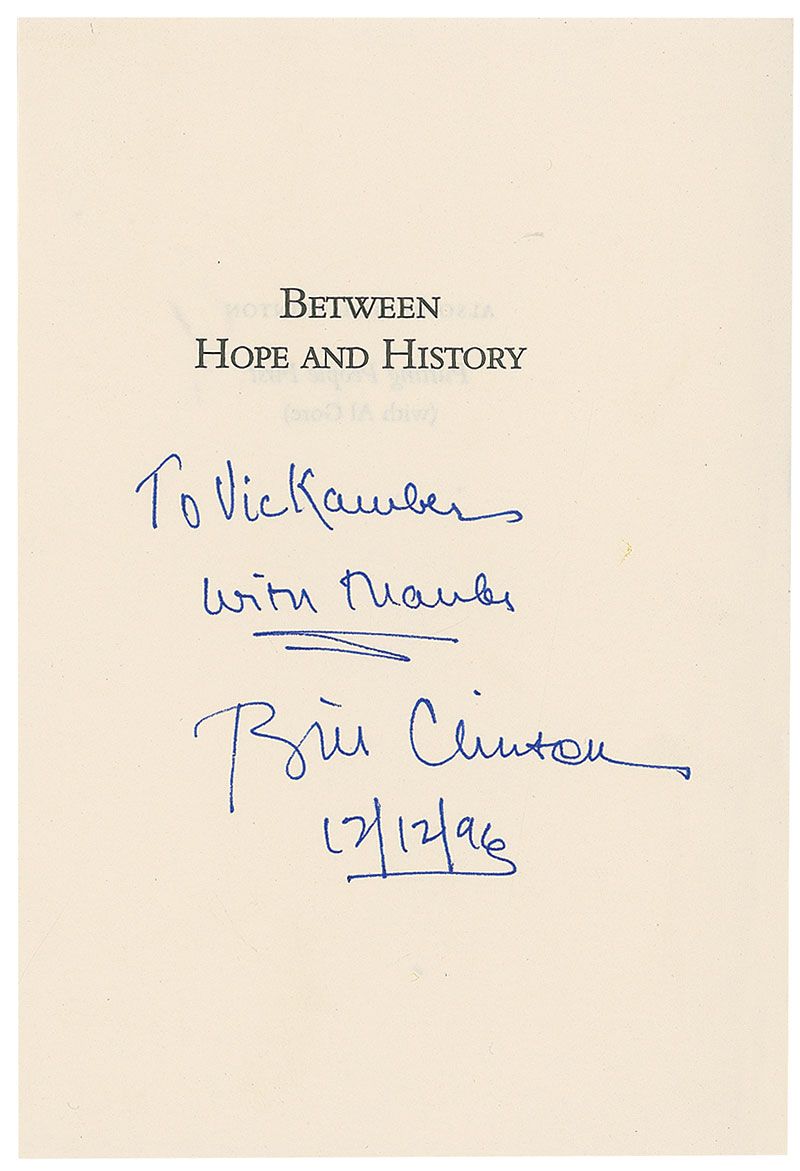 BETWEEN
HOPE AND HISTORY
To Vic Kamber
With thanks
Bill Clinton
12/12/96